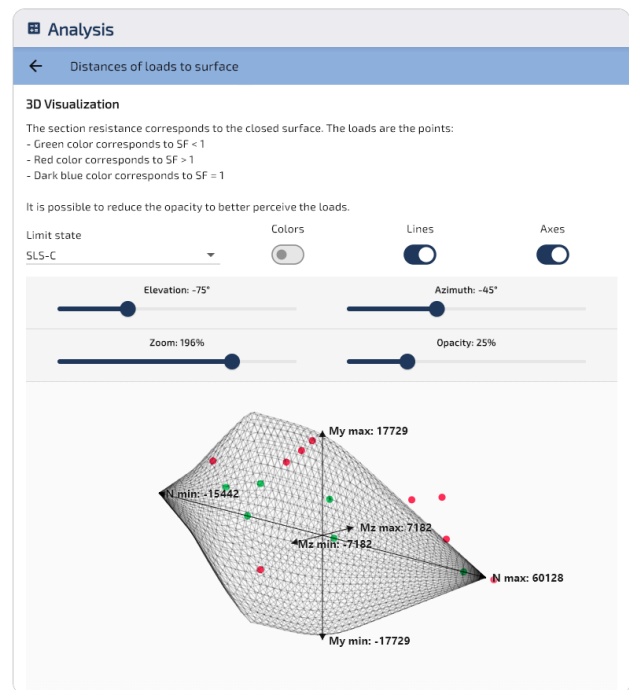 Analysis
Distances of loads to surface
3D Visualization
The section resistance corresponds to the closed surface. The loads are the points:
- Green color corresponds to SF < 1
- Red color corresponds to SF > 1
- Dark blue color corresponds to SF = 1
It is possible to reduce the opacity to better perceive the loads.
Limit state
SLS-C
Colors
Lines
Axes
Elevation: -75°
Azimuth: -45°
Zoom: 196%
Opacity: 25%
My max: 17729
N min: -15442
Mz max: 7182
Mz min: -7182
N max: 60128
My min: -17729